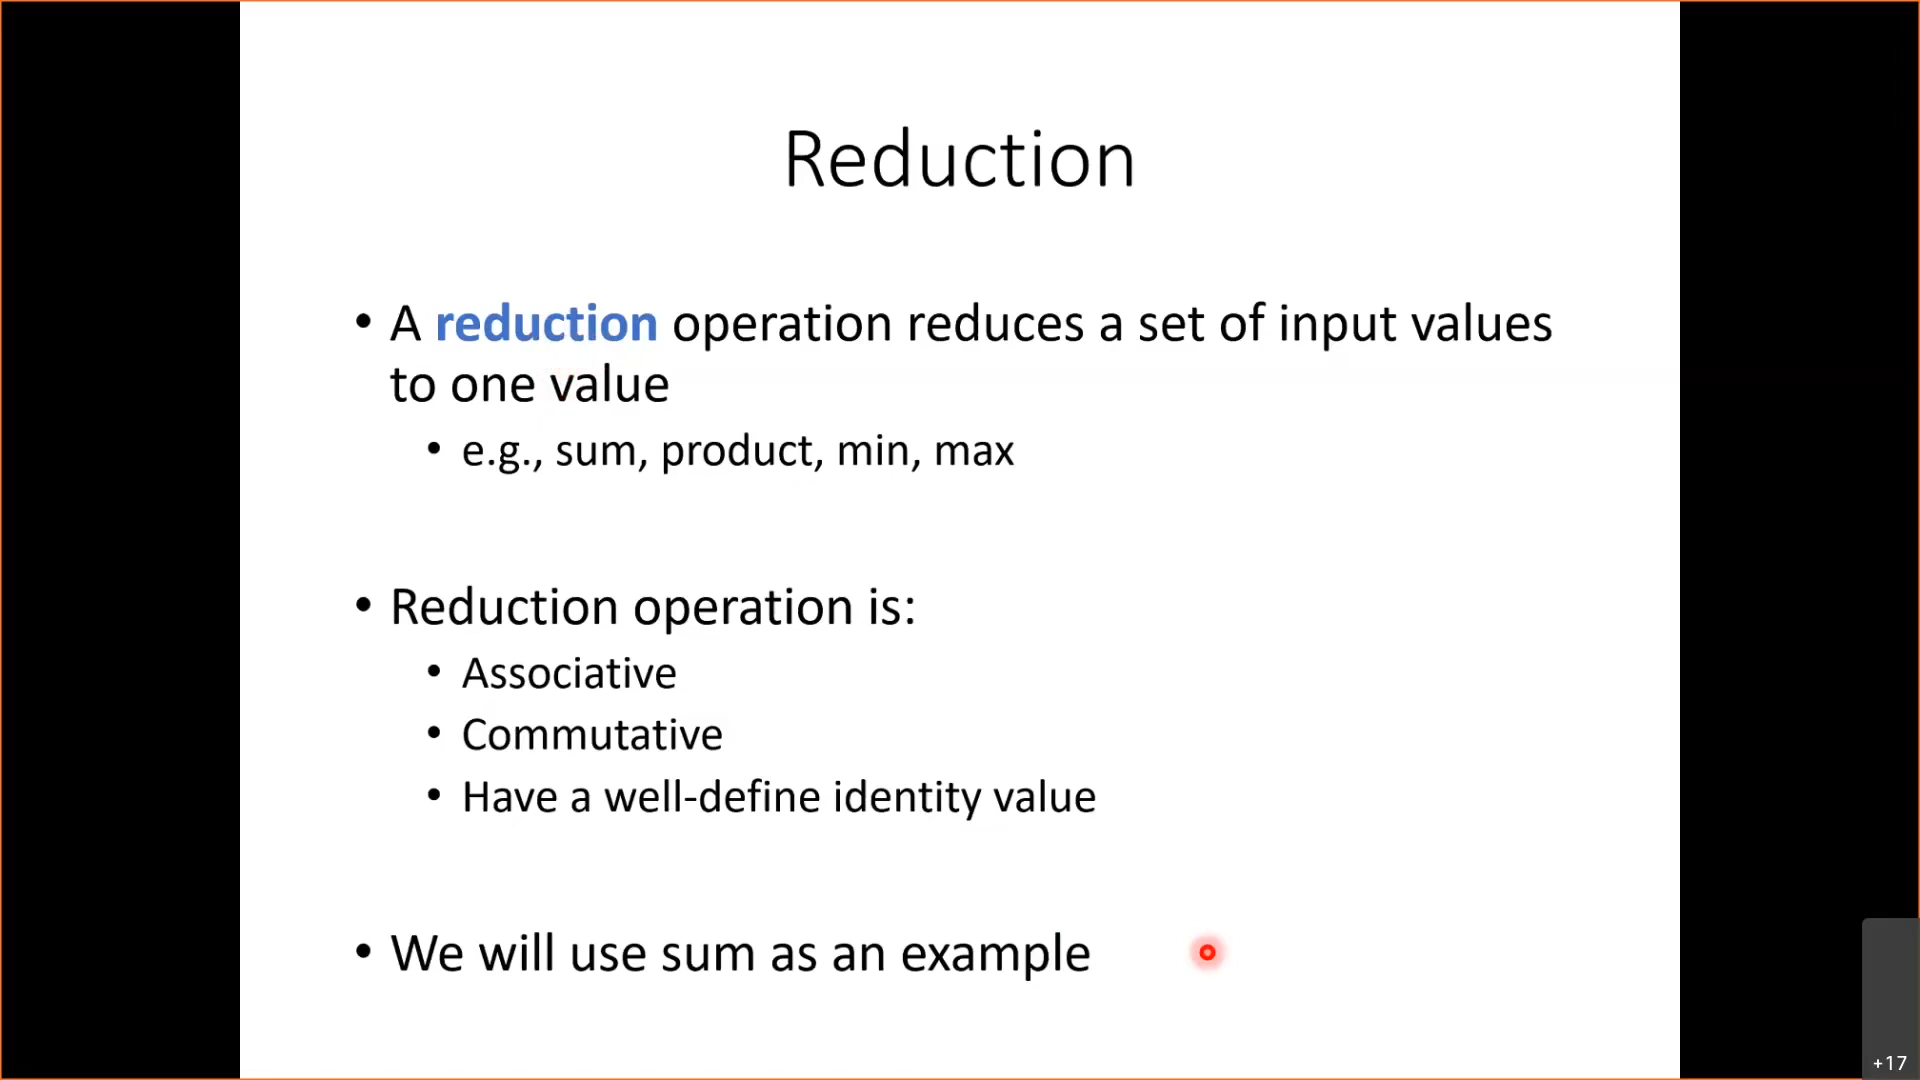 Reduction
• A reduction operation reduces a set of input values
to one value
• e.g., sum, product, min, max
• Reduction operation is:
• Associative
• Commutative
• Have a well-define identity value
• We will use sum as an example
+17